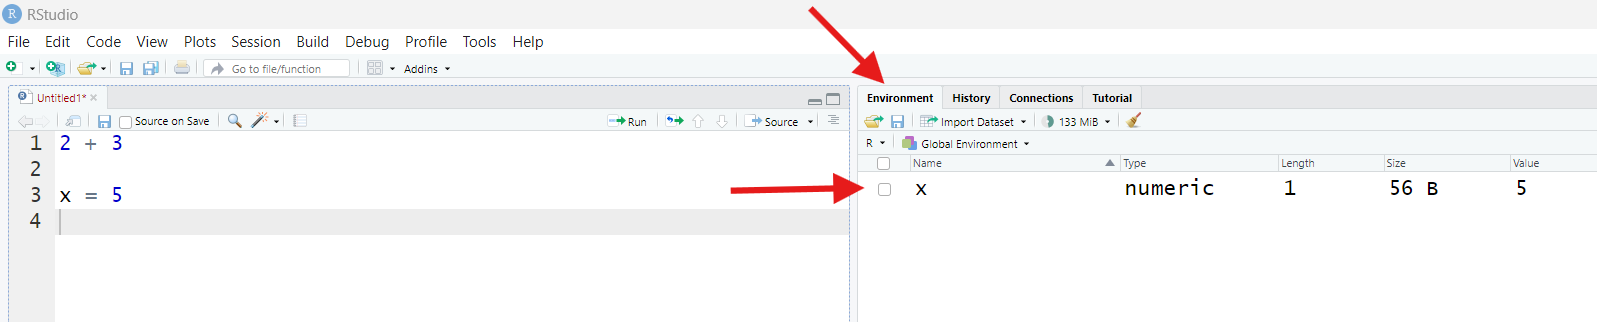 RStudio
File Edit Code View Plots Session Build Debug Profile Tools Help
Go to file/function Addins
Untitled1*
Source on Save Run Source
1 2 + 3
2
3 x = 5
4
Environment History Connections Tutorial
Import Dataset 133 MiB
R Global Environment
Name Type Length Size Value
x numeric 1 56 B 5